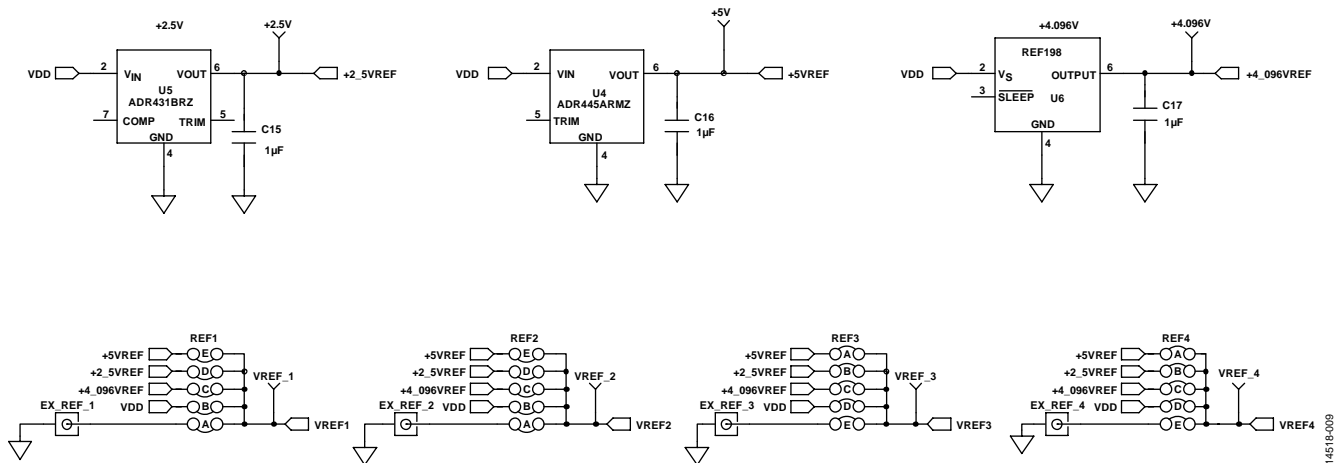 +2.5V
+2.5V
VDD
2
VIN
VOUT
6
+2_5VREF
U5
ADR431BRZ
7
COMP
TRIM
5
GND
4
C15
1µF
+5V
VDD
2
VIN
VOUT
6
+5VREF
U4
ADR445ARMZ
5
TRIM
GND
4
C16
1µF
+4.096V
+4.096V
REF198
VDD
2
VS
OUTPUT
6
+4_096VREF
3
SLEEP
U6
GND
4
C17
1µF
REF1
+5VREF
E
+2_5VREF
D
VREF_1
+4_096VREF
C
EX_REF_1
VDD
B
A
VREF1
REF2
+5VREF
E
+2_5VREF
D
VREF_2
+4_096VREF
C
EX_REF_2
VDD
B
A
VREF2
REF3
+5VREF
A
+2_5VREF
B
VREF_3
+4_096VREF
C
EX_REF_3
VDD
D
E
VREF3
REF4
+5VREF
A
+2_5VREF
B
VREF_4
+4_096VREF
C
EX_REF_4
VDD
D
E
VREF4
14518-009